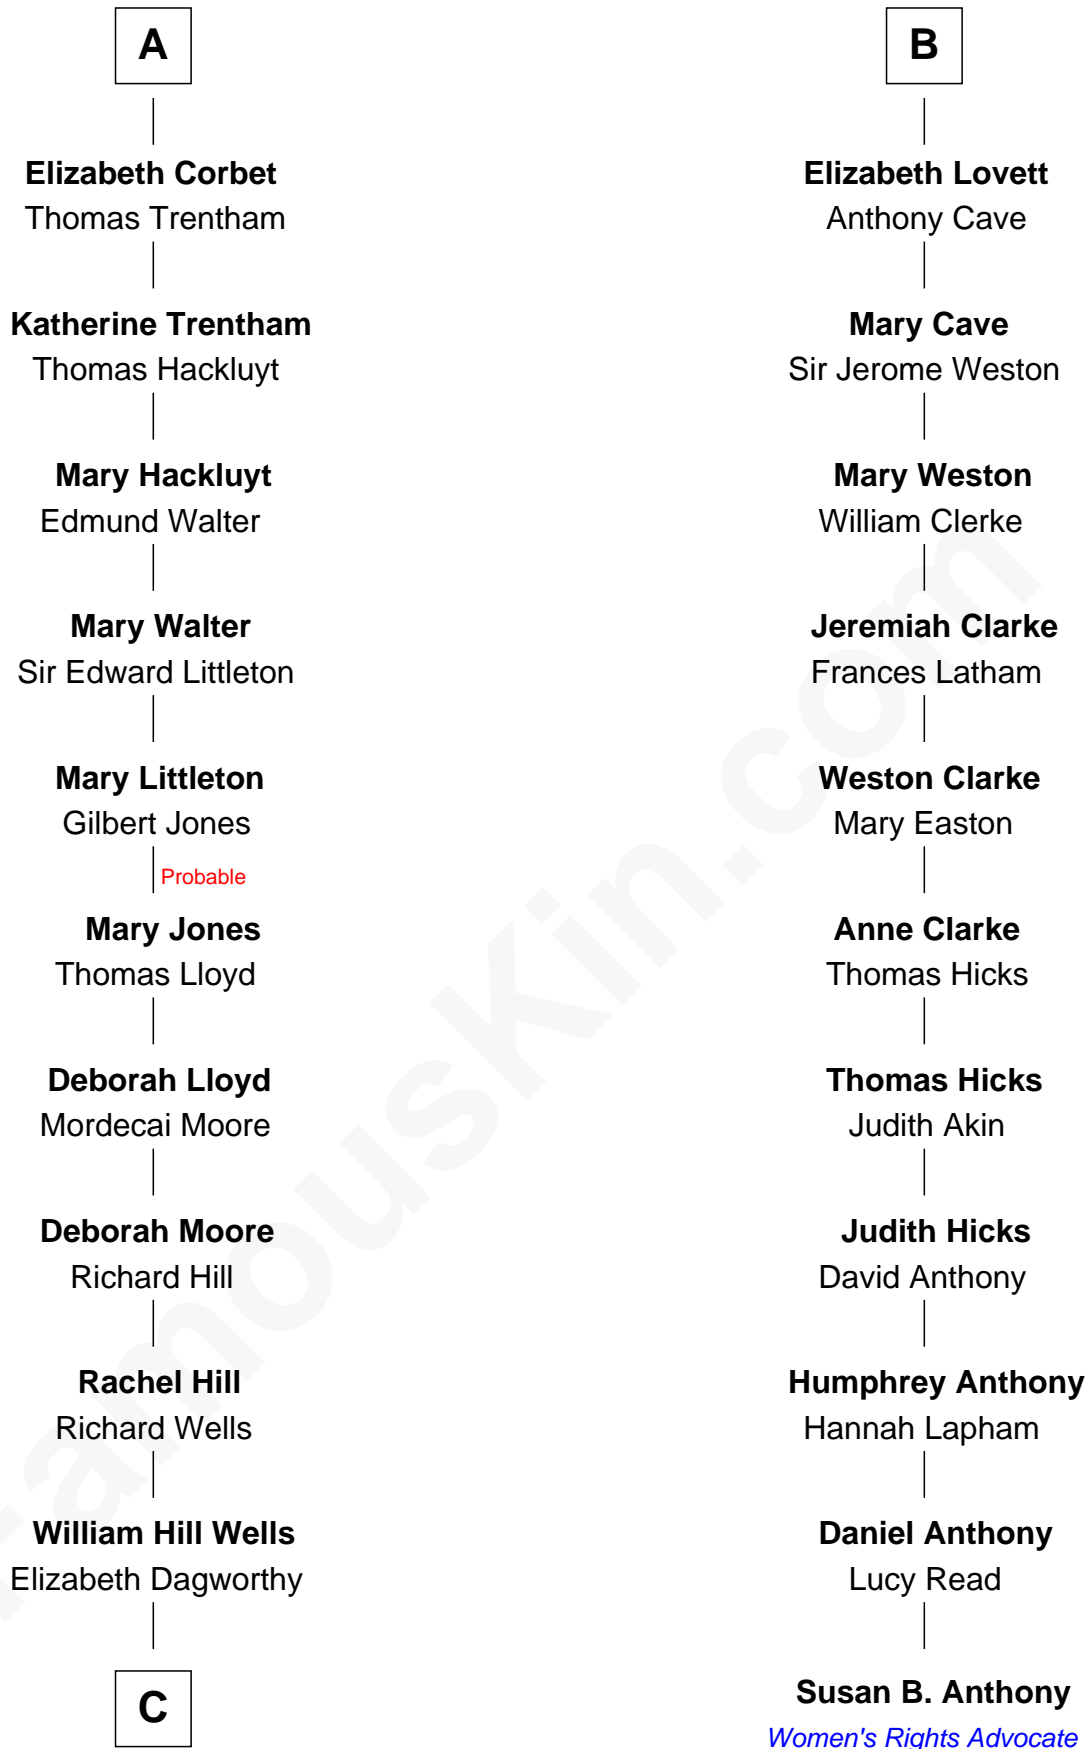 A
Elizabeth Corbet
Thomas Trentham
Katherine Trentham
Thomas Hackluyt
Mary Hackluyt
Edmund Walter
Mary Walter
Sir Edward Littleton
Mary Littleton
Gilbert Jones
Probable
Mary Jones
Thomas Lloyd
Deborah Lloyd
Mordecai Moore
Deborah Moore
Richard Hill
Rachel Hill
Richard Wells
William Hill Wells
Elizabeth Dagworthy
C
B
Elizabeth Lovett
Anthony Cave
Mary Cave
Sir Jerome Weston
Mary Weston
William Clerke
Jeremiah Clarke
Frances Latham
Weston Clarke
Mary Easton
Anne Clarke
Thomas Hicks
Thomas Hicks
Judith Akin
Judith Hicks
David Anthony
Humphrey Anthony
Hannah Lapham
Daniel Anthony
Lucy Read
Susan B. Anthony
Women's Rights Advocate
FamousKin.com